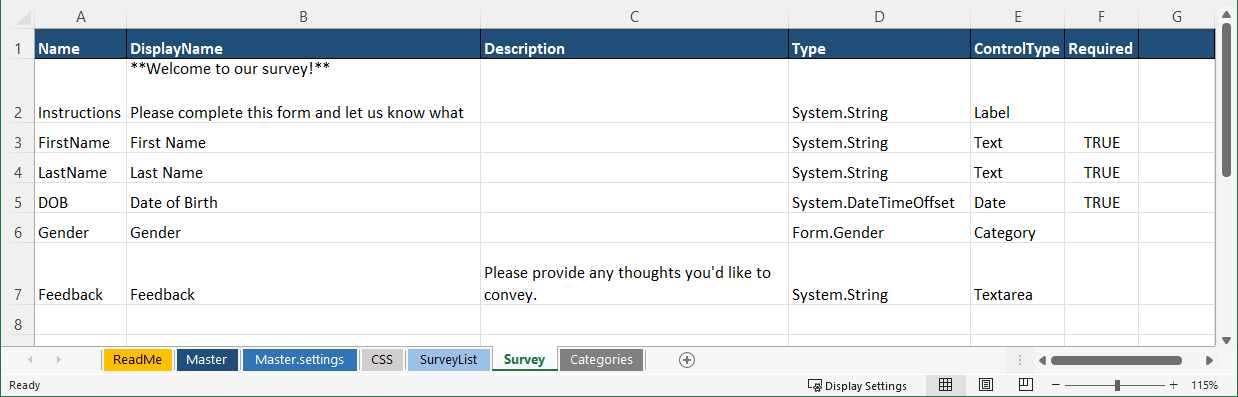 A B C D E F G
1 Name DisplayName Description Type ControlType Required
**Welcome to our survey!**
2 Instructions Please complete this form and let us know what System.String Label
3 FirstName First Name System.String Text TRUE
4 LastName Last Name System.String Text TRUE
5 DOB Date of Birth System.DateTimeOffset Date TRUE
6 Gender Gender Form.Gender Category
Please provide any thoughts you'd like to
7 Feedback Feedback convey. System.String Textarea
8
ReadMe Master Master.settings CSS SurveyList Survey Categories
Ready Display Settings 115%